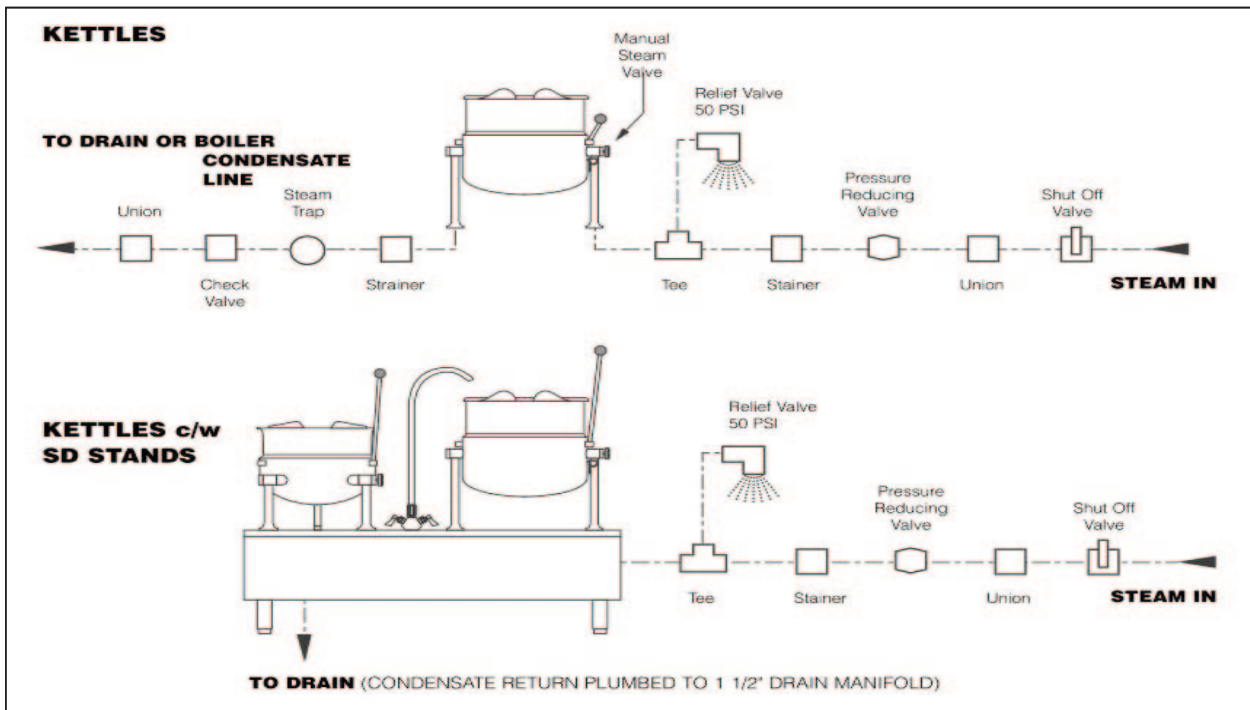 KETTLES
Manual
Steam
Valve
Relief Valve
50 PSI
TO DRAIN OR BOILER
CONDENSATE
LINE
Pressure
Reducing
Valve
Shut Off
Valve
Steam
Trap
Union
Check
Valve
Strainer
Tee
Stainer
Union
STEAM IN
KETTLES c/w
SD STANDS
Relief Valve
50 PSI
Pressure
Reducing
Valve
Shut Off
Valve
Tee
Stainer
Union
STEAM IN
TO DRAIN (CONDENSATE RETURN PLUMBED TO 1 1/2" DRAIN MANIFOLD)